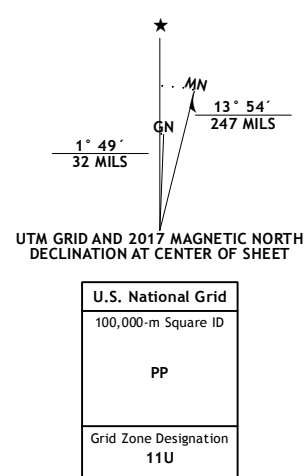 ★
MN
GN
13° 54´
247 MILS
1° 49´
32 MILS
UTM GRID AND 2017 MAGNETIC NORTH
DECLINATION AT CENTER OF SHEET
U.S. National Grid
100,000-m Square ID
PP
Grid Zone Designation
11U